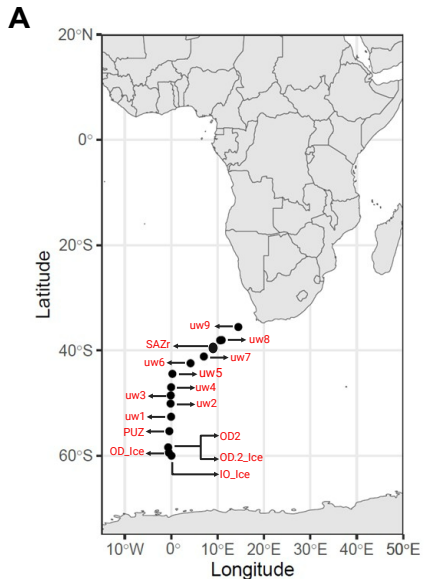 A
20°N
0°
20°S
40°S
60°S
Latitude
uw9
uw8
SAZr
uw7
uw6
uw5
uw4
uw3
uw2
uw1
PUZ
OD2
OD_Ice
OD.2_Ice
IO_Ice
10°W
0°
10°E
20°E
30°E
40°E
50°E
Longitude